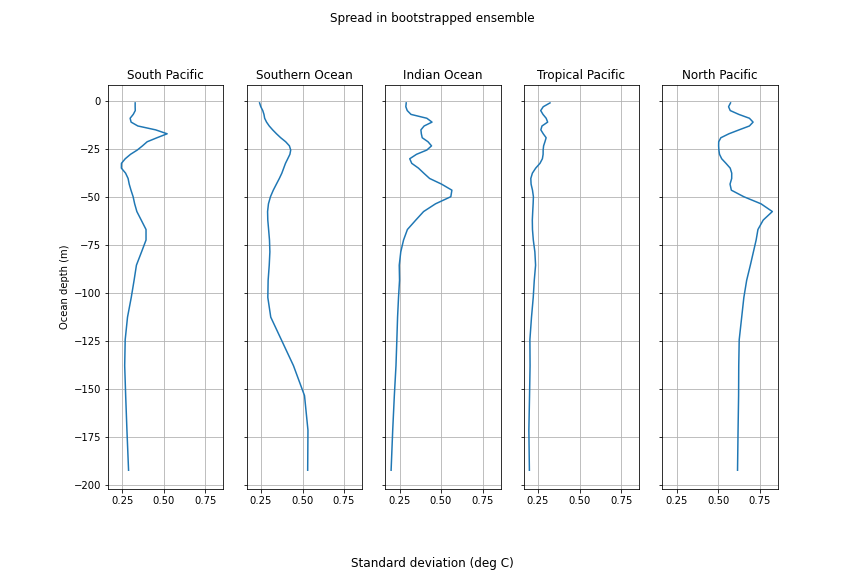 Spread in bootstrapped ensemble
South Pacific Southern Ocean Indian Ocean Tropical Pacific North Pacific
0
−25
−50
−75
−100
−125
−150
−175
−200
Ocean depth (m)
0.25 0.50 0.75 0.25 0.50 0.75 0.25 0.50 0.75 0.25 0.50 0.75 0.25 0.50 0.75
Standard deviation (deg C)